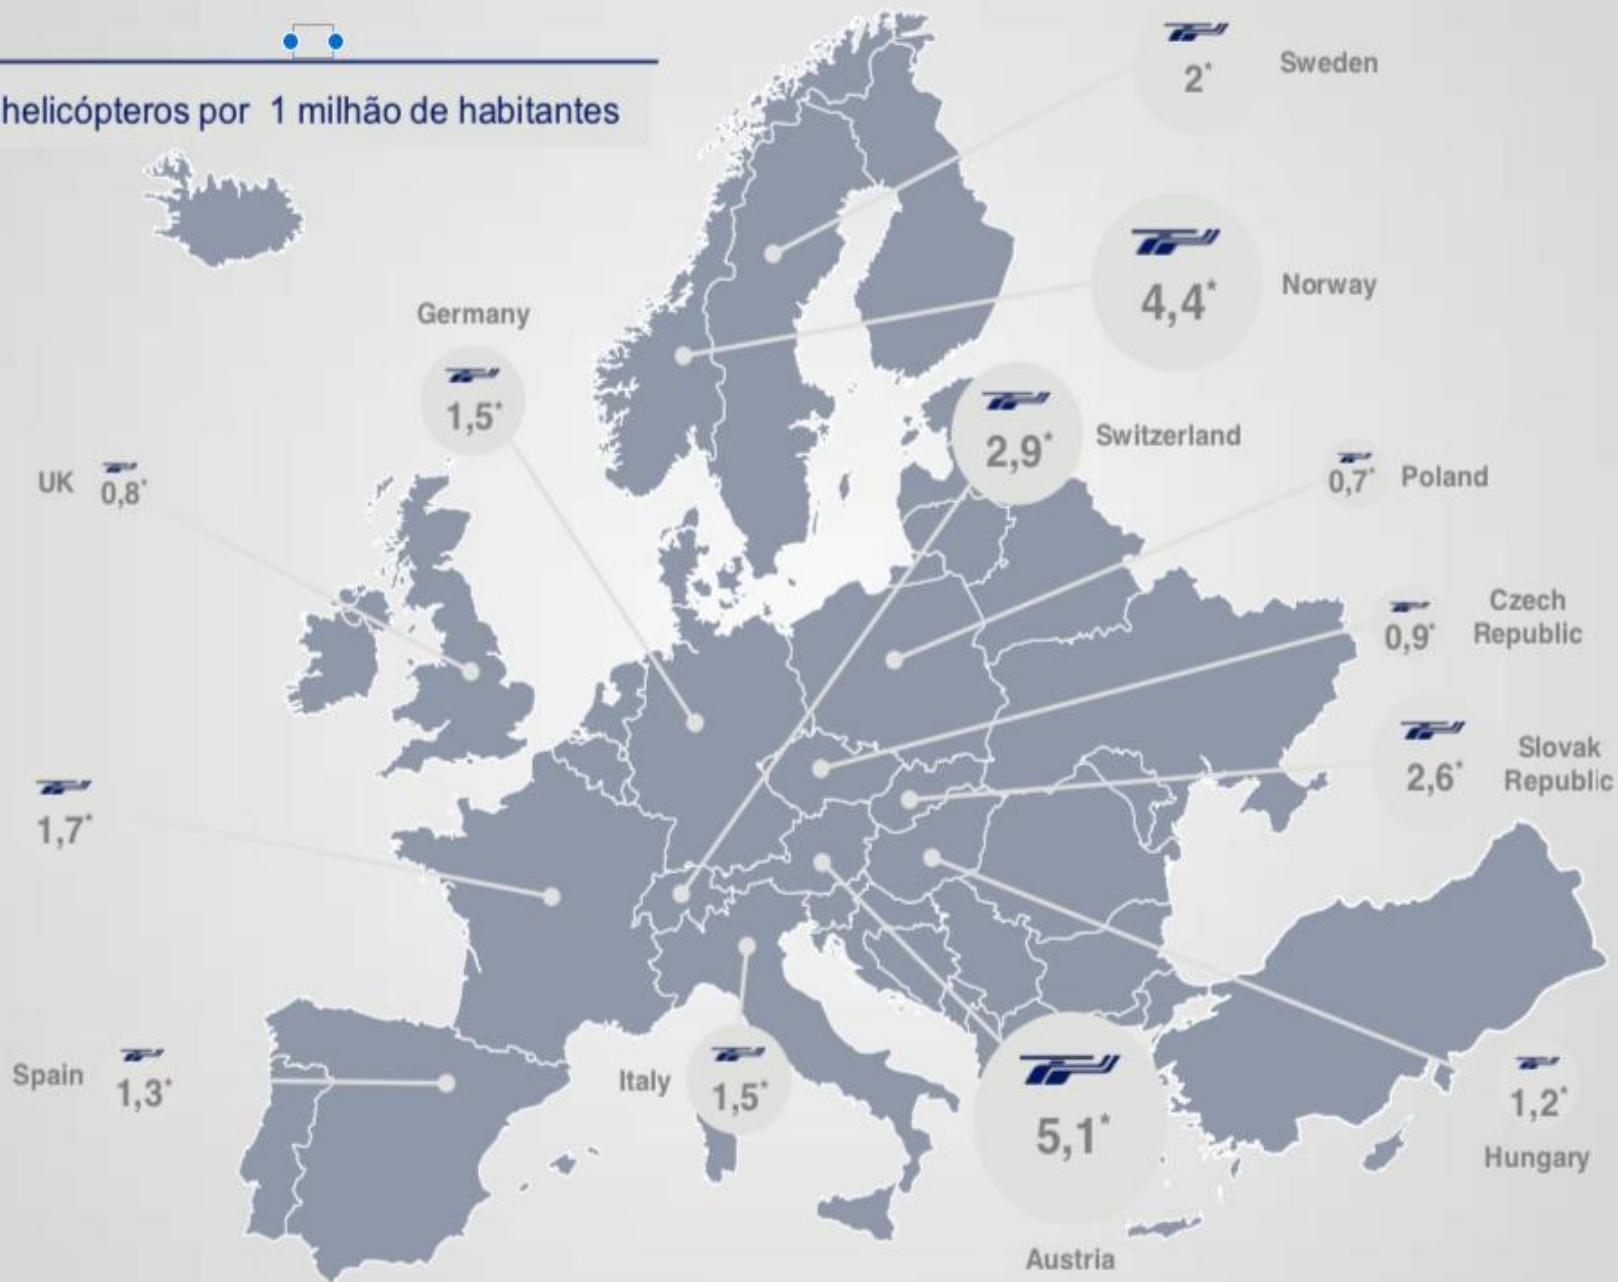 helicópteros por 1 milhão de habitantes
2*
Sweden
4,4*
Norway
Germany
1,5*
2,9*
Switzerland
UK
0,8*
0,7*
Poland
0,9*
Czech
Republic
2,6*
Slovak
Republic
1,7*
Spain
1,3*
Italy
1,5*
5,1*
Austria
1,2*
Hungary